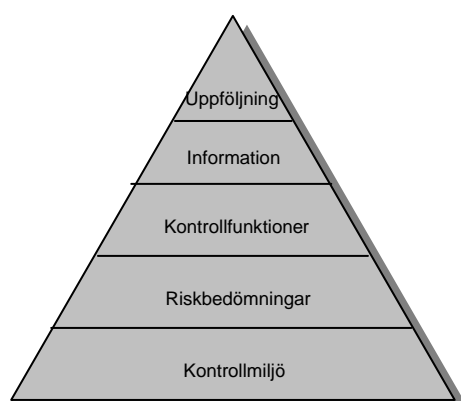 Uppföljning
Information
Kontrollfunktioner
Riskbedömningar
Kontrollmiljö